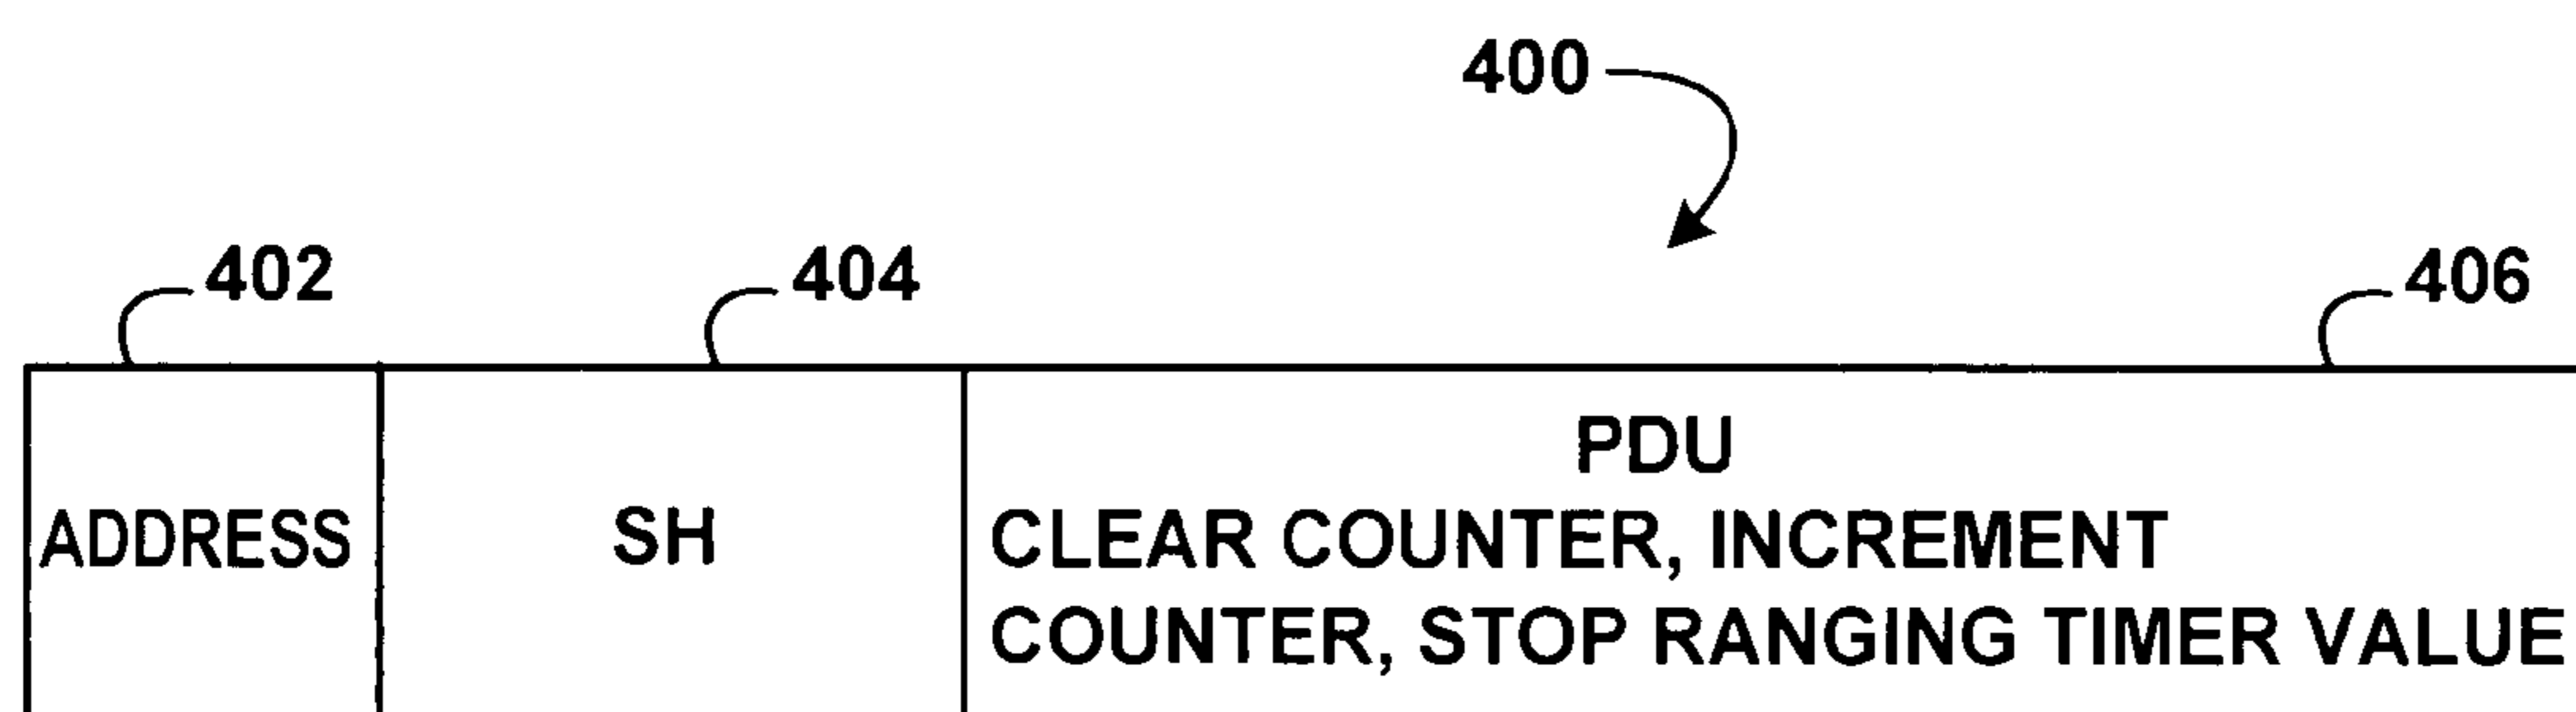 400
402
404
406
ADDRESS
SH
PDU
CLEAR COUNTER, INCREMENT
COUNTER, STOP RANGING TIMER VALUE